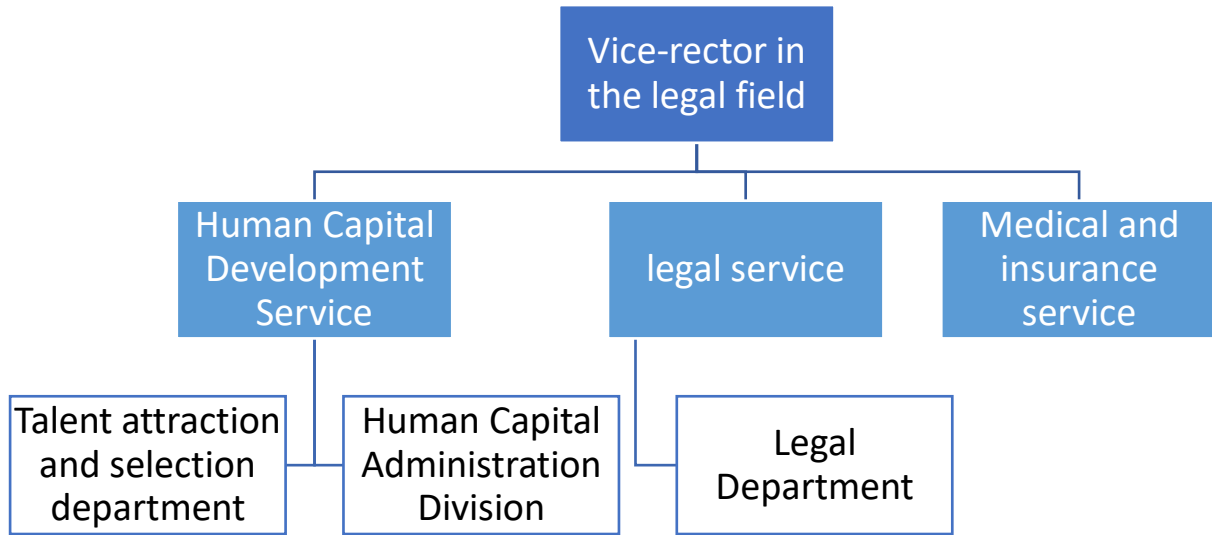 Vice-rector in
the legal field
Human Capital
Development
Service
legal service
Medical and
insurance
service
Talent attraction
and selection
department
Human Capital
Administration
Division
Legal
Department